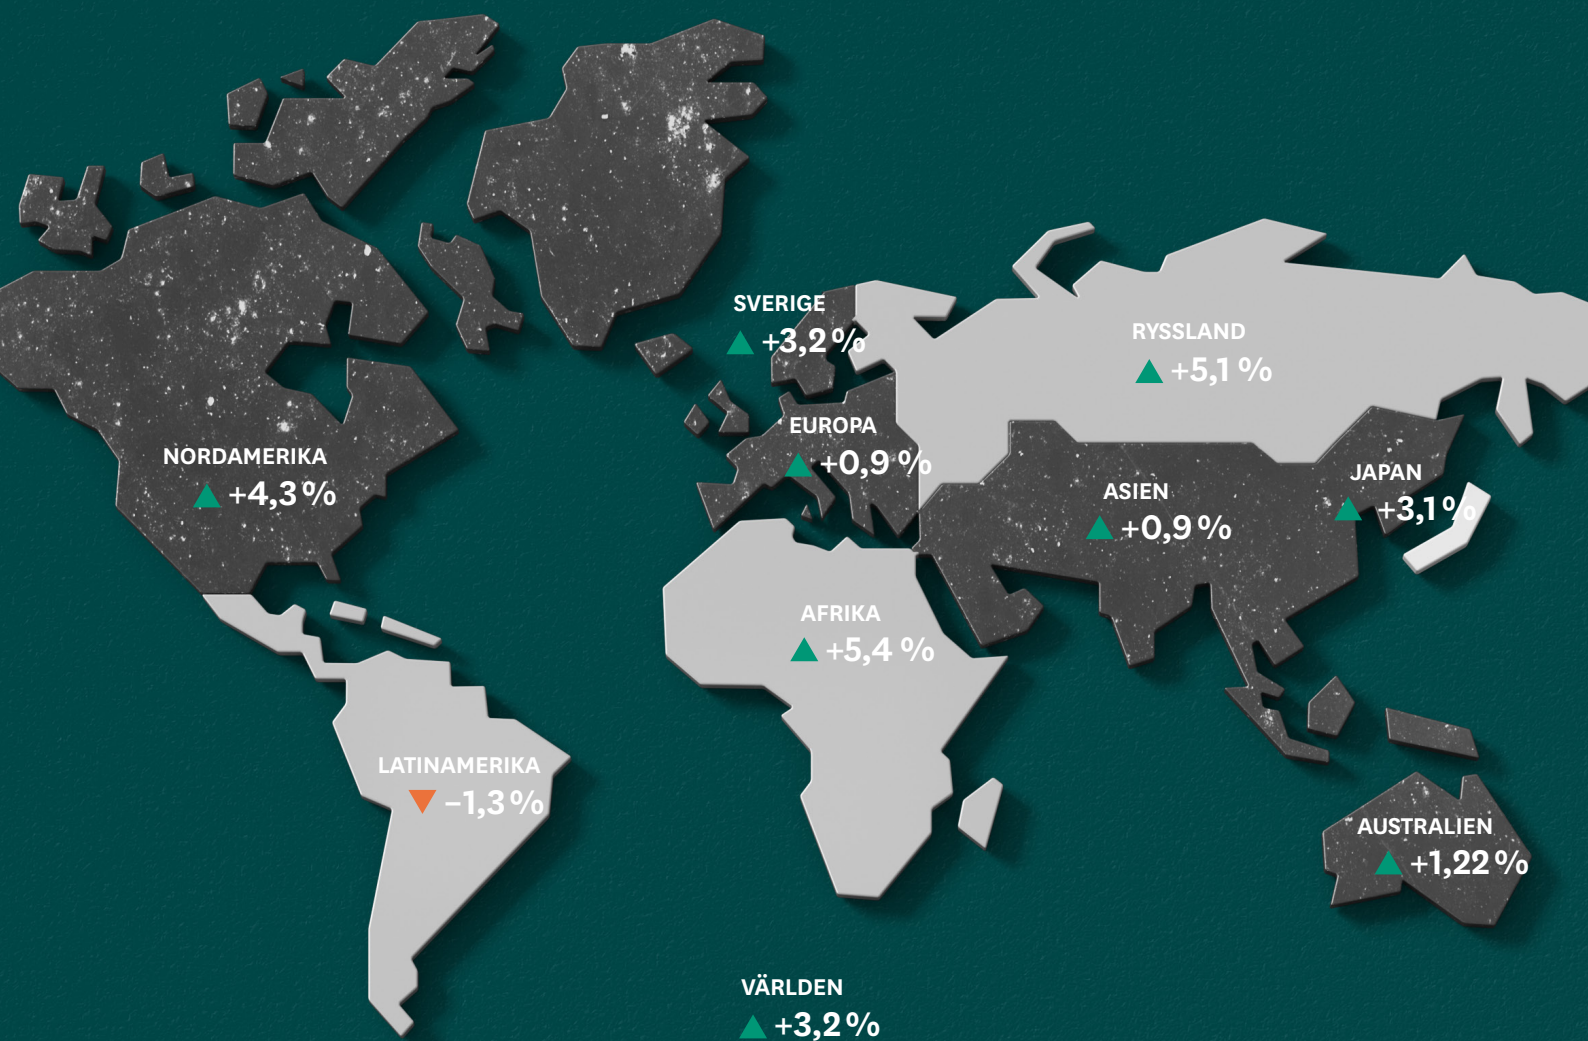 SVERIGE
+3,2 %
RYSSLAND
+5,1 %
EUROPA
+0,9 %
NORDAMERIKA
+4,3 %
JAPAN
+3,1 %
ASIEN
+0,9 %
AFRIKA
+5,4 %
LATINAMERIKA
–1,3 %
AUSTRALIEN
+1,22 %
VÄRLDEN
+3,2 %